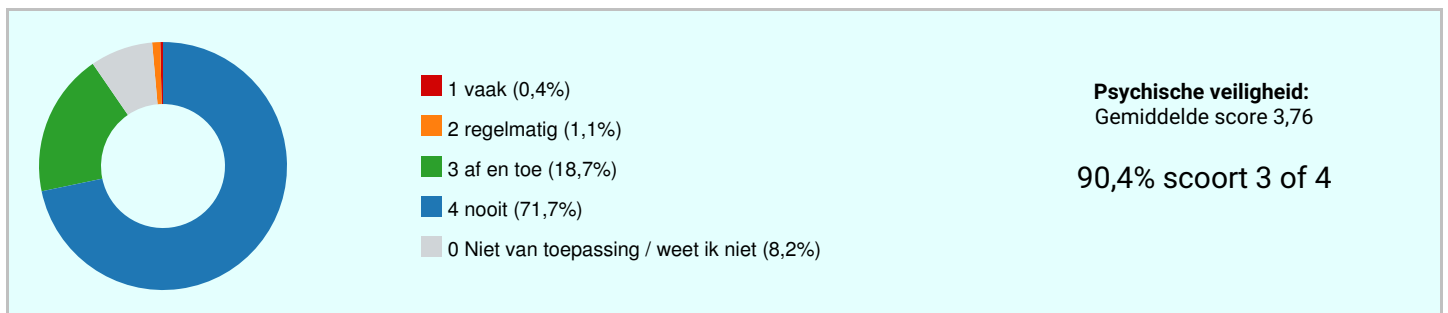 1 vaak (0,4%)
2 regelmatig (1,1%)
3 af en toe (18,7%)
4 nooit (71,7%)
0 Niet van toepassing / weet ik niet (8,2%)
Psychische veiligheid:
Gemiddelde score 3,76
90,4% scoort 3 of 4